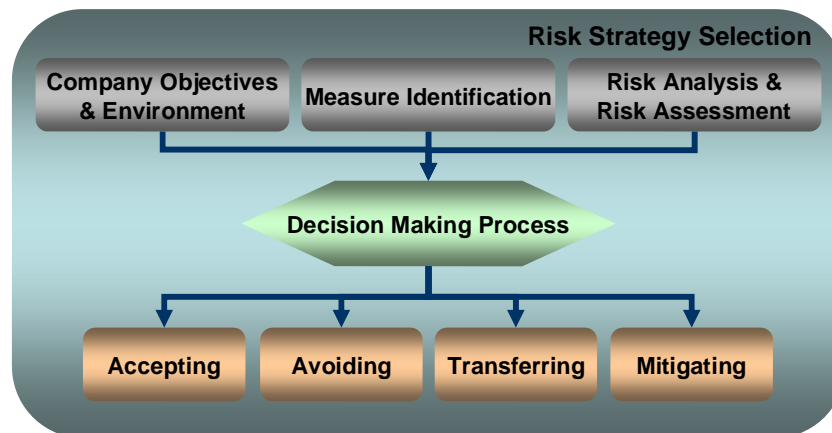 Risk Strategy Selection
Company Objectives
& Environment
Measure Identification
Risk Analysis &
Risk Assessment
Decision Making Process
Accepting
Avoiding
Transferring
Mitigating